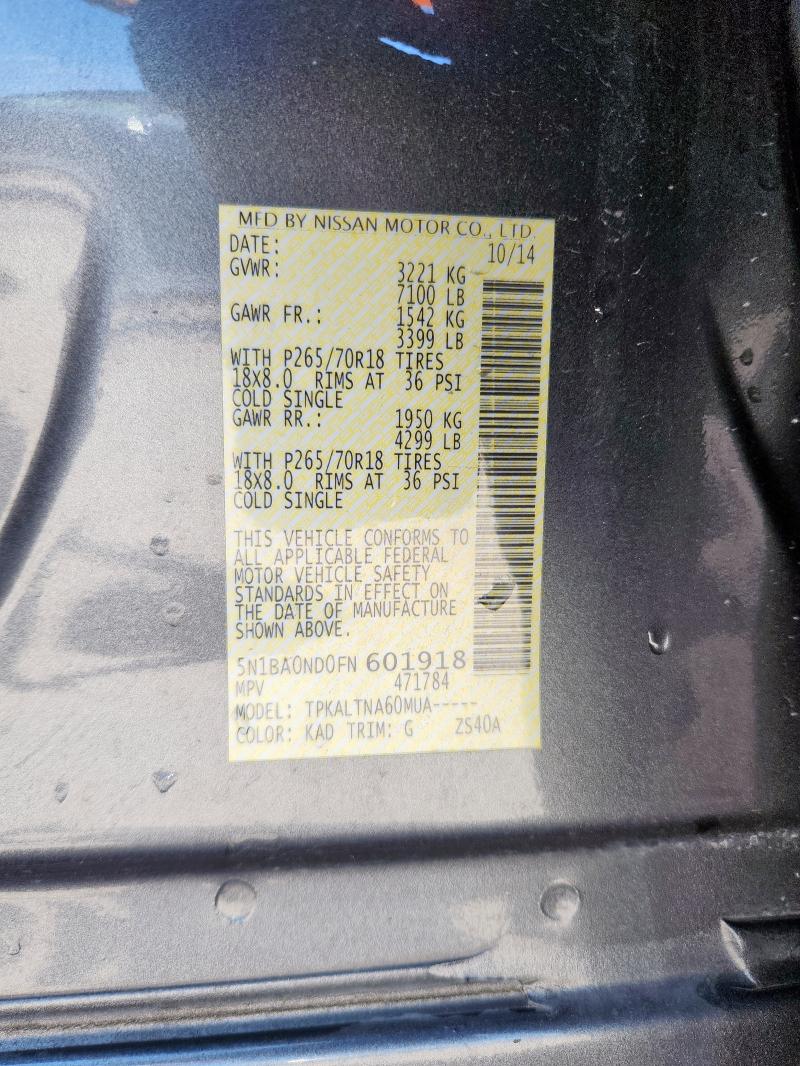 MFD BY NISSAN MOTOR CO., LTD.
DATE: 10/14
GVWR: 3221 KG
7100 LB
GAWR FR.: 1542 KG
3399 LB
WITH P265/70R18 TIRES
18X8.0 RIMS AT 36 PSI
COLD SINGLE
GAWR RR.: 1950 KG
4299 LB
WITH P265/70R18 TIRES
18X8.0 RIMS AT 36 PSI
COLD SINGLE
THIS VEHICLE CONFORMS TO
ALL APPLICABLE FEDERAL
MOTOR VEHICLE SAFETY
STANDARDS IN EFFECT ON
THE DATE OF MANUFACTURE
SHOWN ABOVE.
5N1BA0ND0FN 601918
MPV 471784
MODEL: TPKALTNA60MUA-----
COLOR: KAD TRIM: G ZS40A